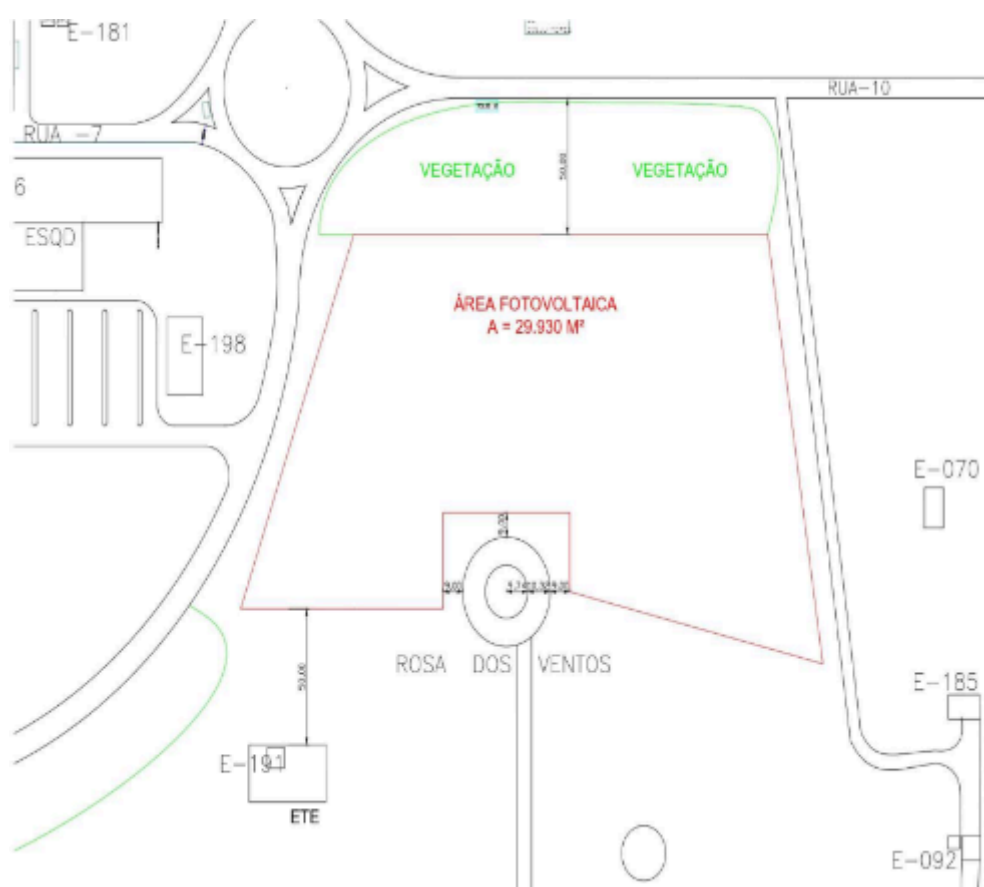 E-181
RUA-10
RUA -7
VEGETAÇÃO
VEGETAÇÃO
50.00
6
ESQD
ÁREA FOTOVOLTAICA
A = 29.930 M²
E-198
E-070
ROSA DOS VENTOS
50.00
E-185
E-191
ETE
E-092